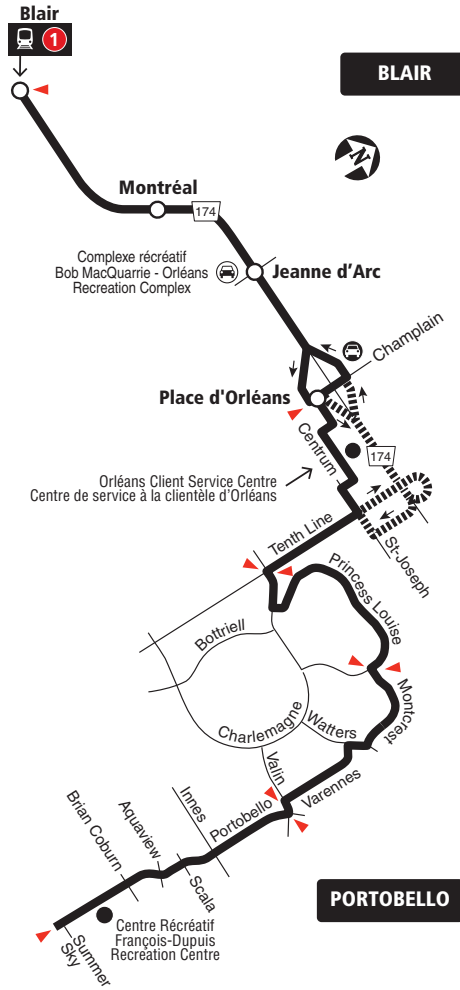 Blair
1
BLAIR
N
Montréal
174
Complexe récréatif
Bob MacQuarrie - Orléans
Recreation Complex
Jeanne d'Arc
Champlain
Place d'Orléans
Centrum
174
Orléans Client Service Centre
Centre de service à la clientèle d'Orléans
Tenth Line
St-Joseph
Princess Louise
Bottriell
Montcrest
Charlemagne
Watters
Valin
Varennes
Portobello
Innes
Aquaview
Brian Coburn
Scala
PORTOBELLO
Centre Récréatif
François-Dupuis
Recreation Centre
Summer
Sky